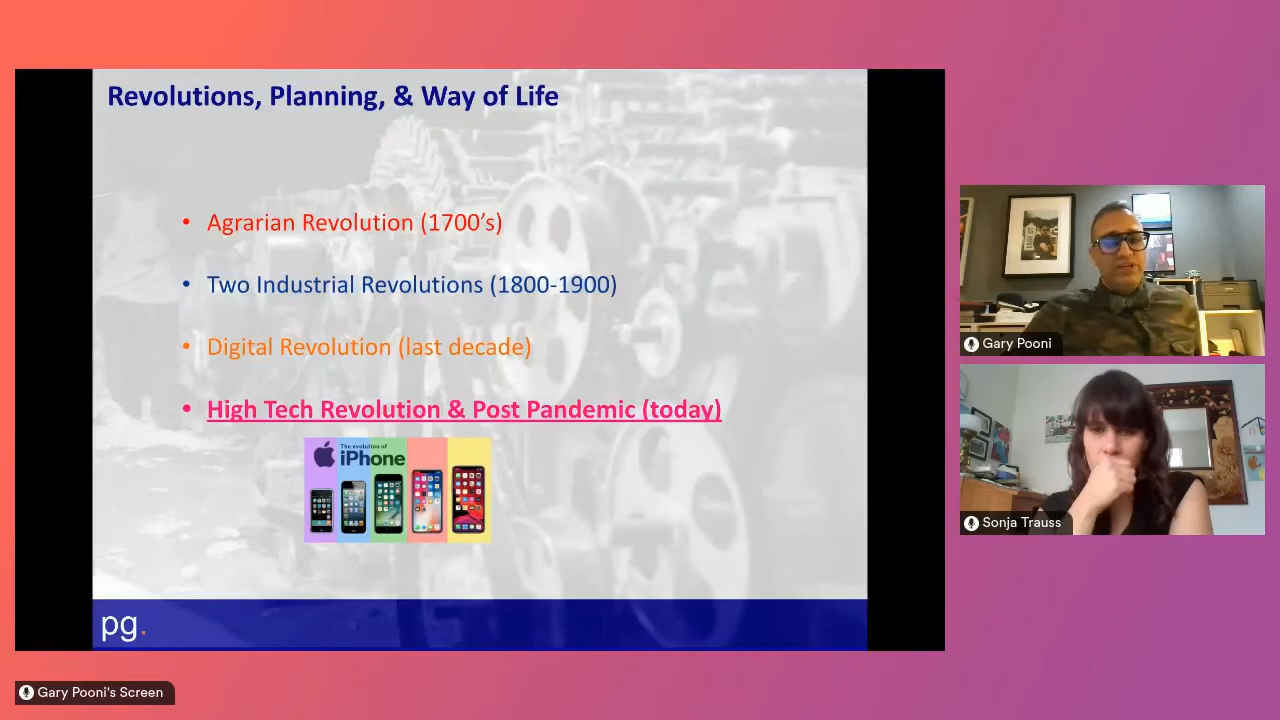 Revolutions, Planning, & Way of Life
• Agrarian Revolution (1700’s)
• Two Industrial Revolutions (1800-1900)
• Digital Revolution (last decade)
• High Tech Revolution & Post Pandemic (today)
The evolution of
iPhone
pg.
Gary Pooni
Sonja Trauss
Gary Pooni's Screen